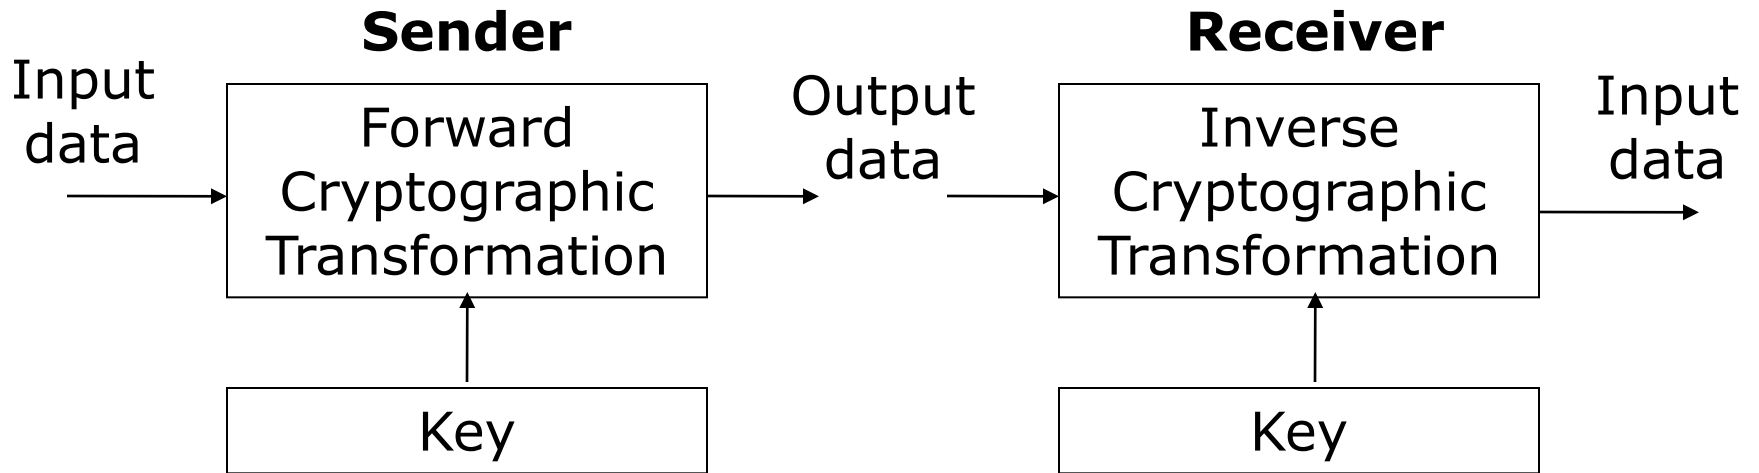 Sender
Receiver
Input
data
Forward
Cryptographic
Transformation
Output
data
Inverse
Cryptographic
Transformation
Input
data
Key
Key